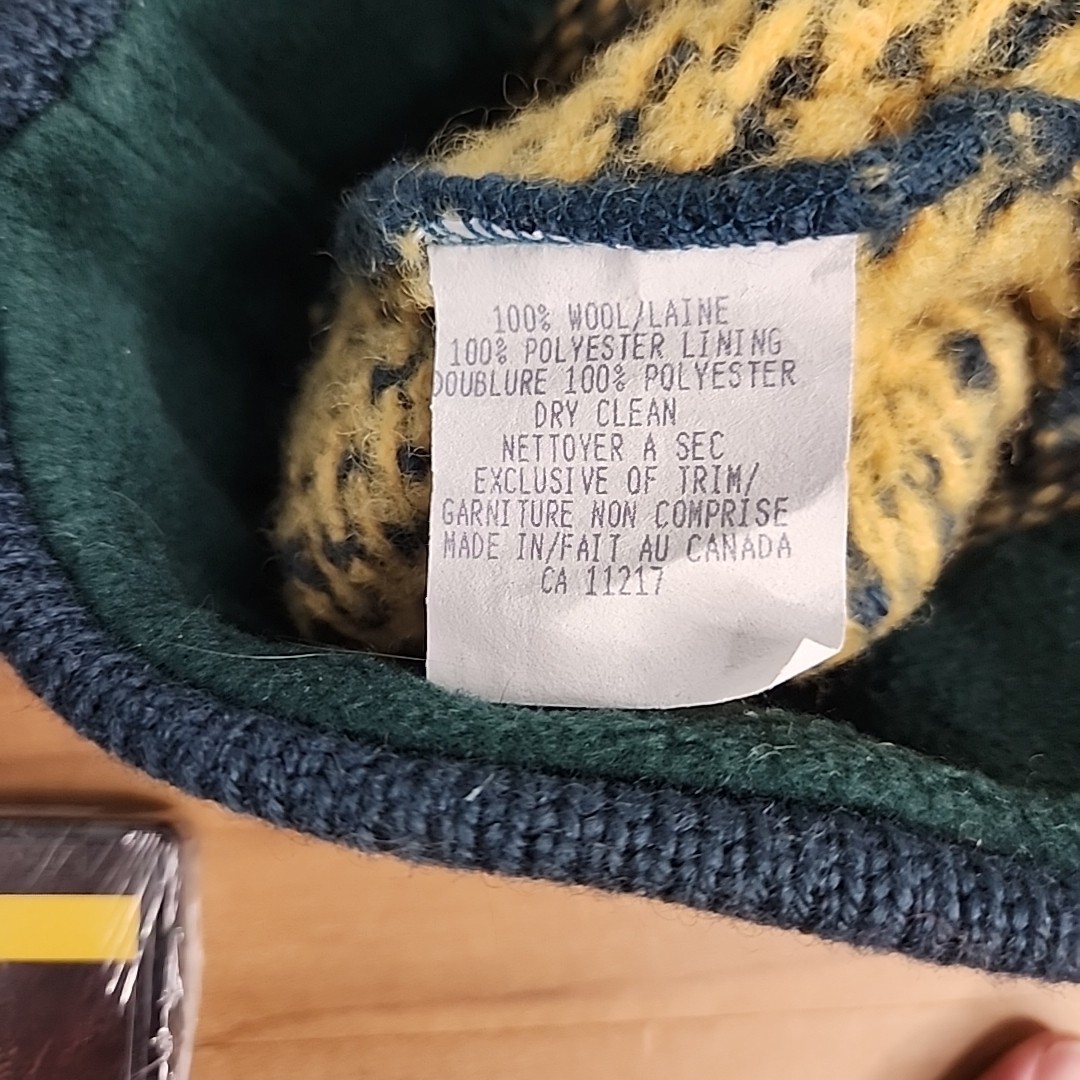 100% WOOL/LAINE
100% POLYESTER LINING
DOUBLURE 100% POLYESTER
DRY CLEAN
NETTOYER A SEC
EXCLUSIVE OF TRIM/
GARNITURE NON COMPRISE
MADE IN/FAIT AU CANADA
CA 11217